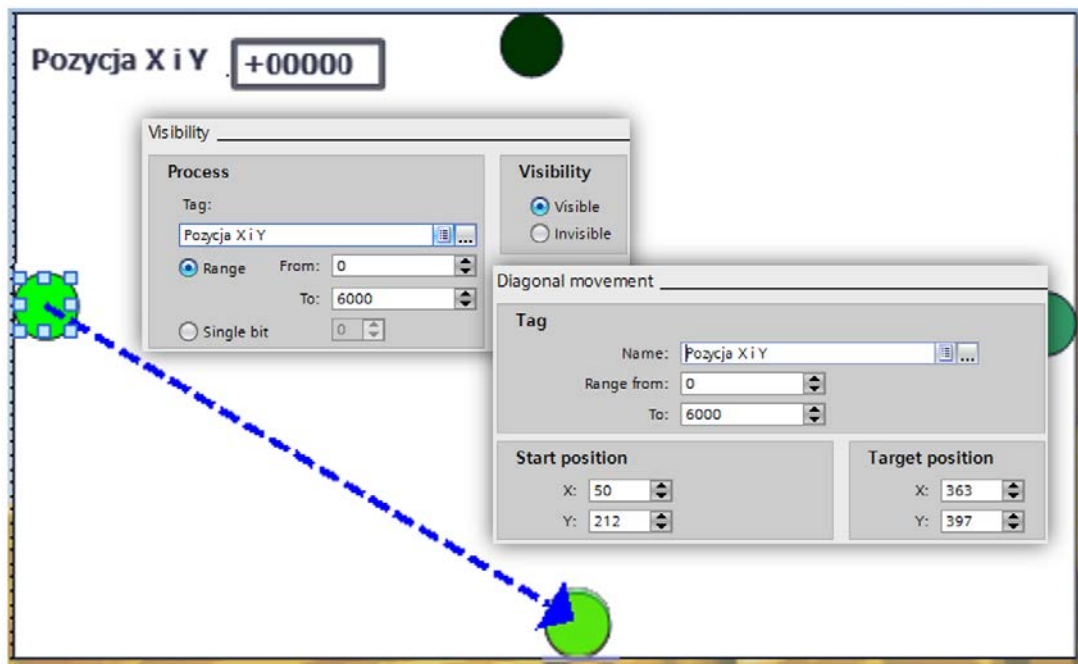 Pozycja X i Y +00000
Visibility
Process
Tag:
Pozycja X i Y
Range From: 0
To: 6000
Single bit 0
Visibility
Visible
Invisible
Diagonal movement
Tag
Name: Pozycja X i Y
Range from: 0
To: 6000
Start position
X: 50
Y: 212
Target position
X: 363
Y: 397